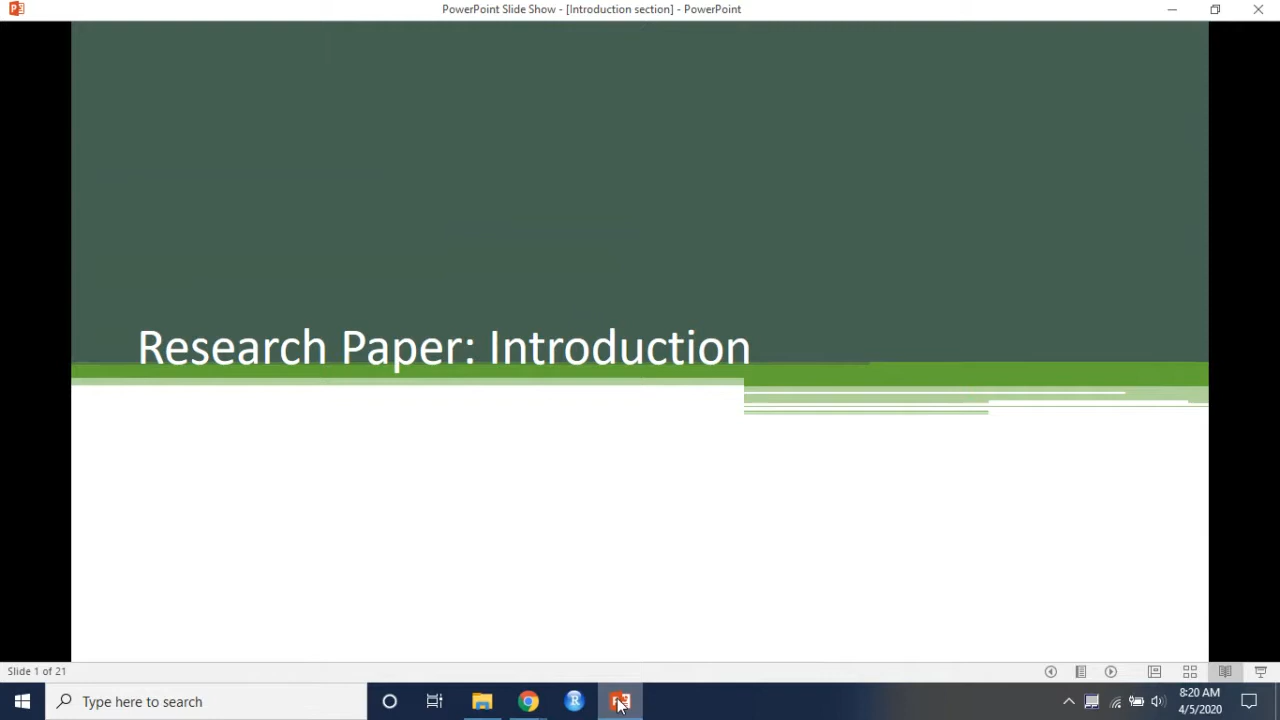 PowerPoint Slide Show - [Introduction section] - PowerPoint
Research Paper: Introduction
Slide 1 of 21
Type here to search
R
8:20 AM
4/5/2020